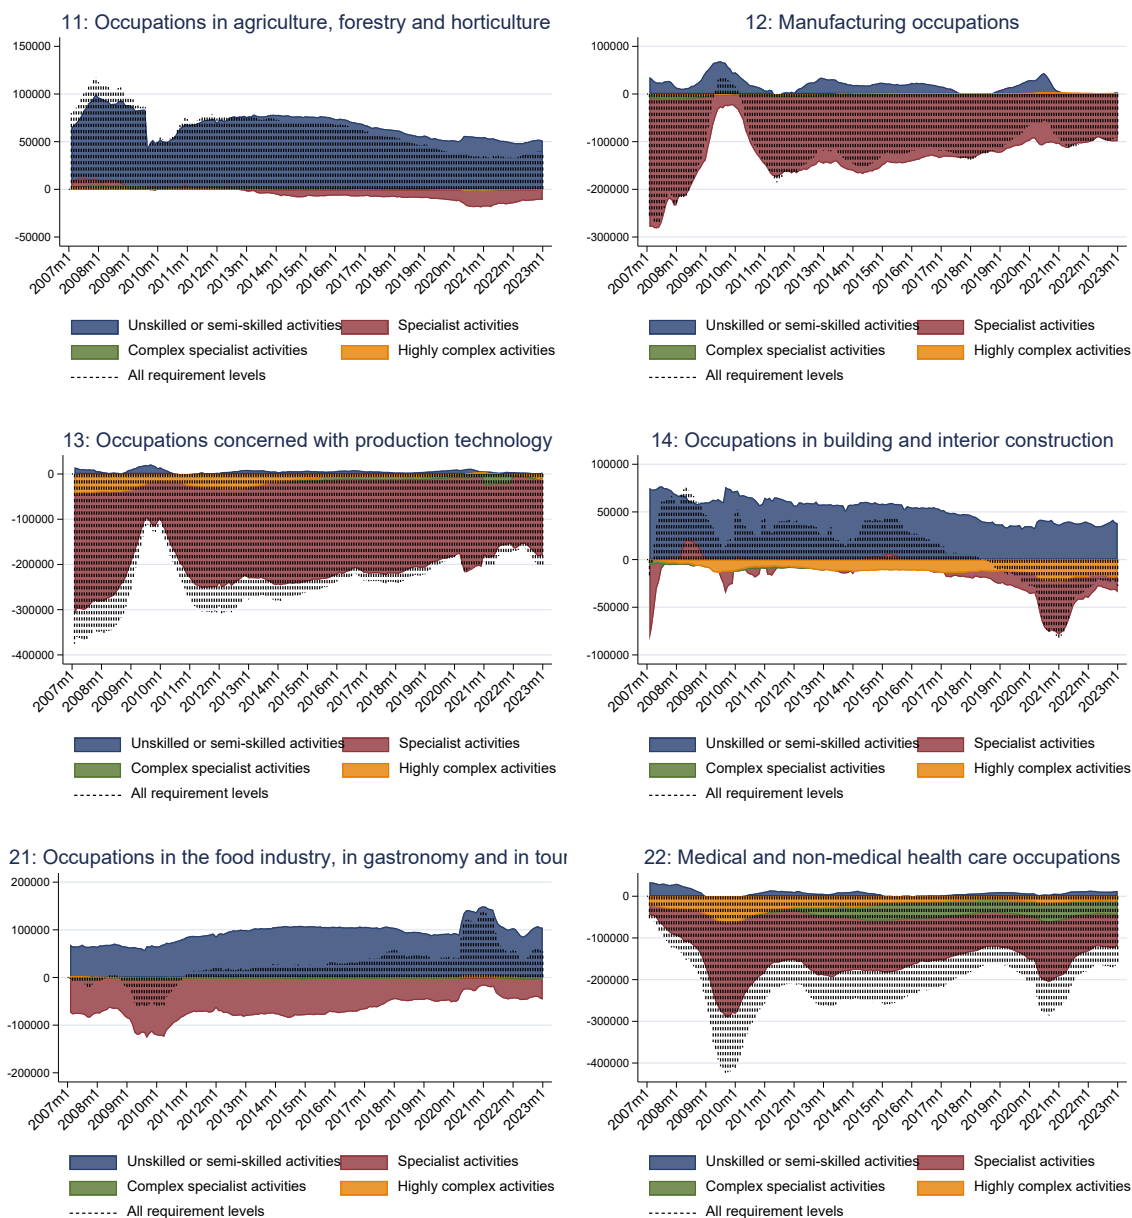 11: Occupations in agriculture, forestry and horticulture
150000
100000
50000
0
-50000
2007m1 2008m1 2009m1 2010m1 2011m1 2012m1 2013m1 2014m1 2015m1 2016m1 2017m1 2018m1 2019m1 2020m1 2021m1 2022m1 2023m1
Unskilled or semi-skilled activities Specialist activities
Complex specialist activities Highly complex activities
All requirement levels
12: Manufacturing occupations
100000
0
-100000
-200000
-300000
2007m1 2008m1 2009m1 2010m1 2011m1 2012m1 2013m1 2014m1 2015m1 2016m1 2017m1 2018m1 2019m1 2020m1 2021m1 2022m1 2023m1
Unskilled or semi-skilled activities Specialist activities
Complex specialist activities Highly complex activities
All requirement levels
13: Occupations concerned with production technology
0
-100000
-200000
-300000
-400000
2007m1 2008m1 2009m1 2010m1 2011m1 2012m1 2013m1 2014m1 2015m1 2016m1 2017m1 2018m1 2019m1 2020m1 2021m1 2022m1 2023m1
Unskilled or semi-skilled activities Specialist activities
Complex specialist activities Highly complex activities
All requirement levels
14: Occupations in building and interior construction
100000
50000
0
-50000
-100000
2007m1 2008m1 2009m1 2010m1 2011m1 2012m1 2013m1 2014m1 2015m1 2016m1 2017m1 2018m1 2019m1 2020m1 2021m1 2022m1 2023m1
Unskilled or semi-skilled activities Specialist activities
Complex specialist activities Highly complex activities
All requirement levels
21: Occupations in the food industry, in gastronomy and in tour
200000
100000
0
-100000
-200000
2007m1 2008m1 2009m1 2010m1 2011m1 2012m1 2013m1 2014m1 2015m1 2016m1 2017m1 2018m1 2019m1 2020m1 2021m1 2022m1 2023m1
Unskilled or semi-skilled activities Specialist activities
Complex specialist activities Highly complex activities
All requirement levels
22: Medical and non-medical health care occupations
0
-100000
-200000
-300000
-400000
2007m1 2008m1 2009m1 2010m1 2011m1 2012m1 2013m1 2014m1 2015m1 2016m1 2017m1 2018m1 2019m1 2020m1 2021m1 2022m1 2023m1
Unskilled or semi-skilled activities Specialist activities
Complex specialist activities Highly complex activities
All requirement levels